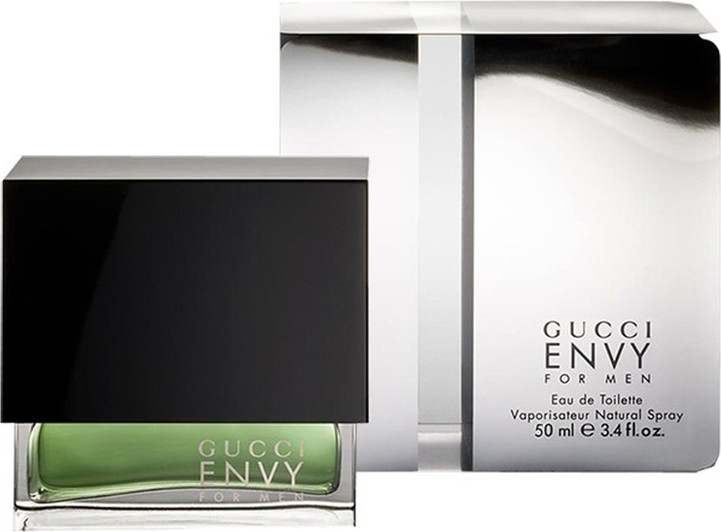 GUCCI
ENVY
FOR MEN
Eau de Toilette
Vaporisateur Natural Spray
50 ml e 3.4 fl.oz.
GUCCI
ENVY
FOR MEN